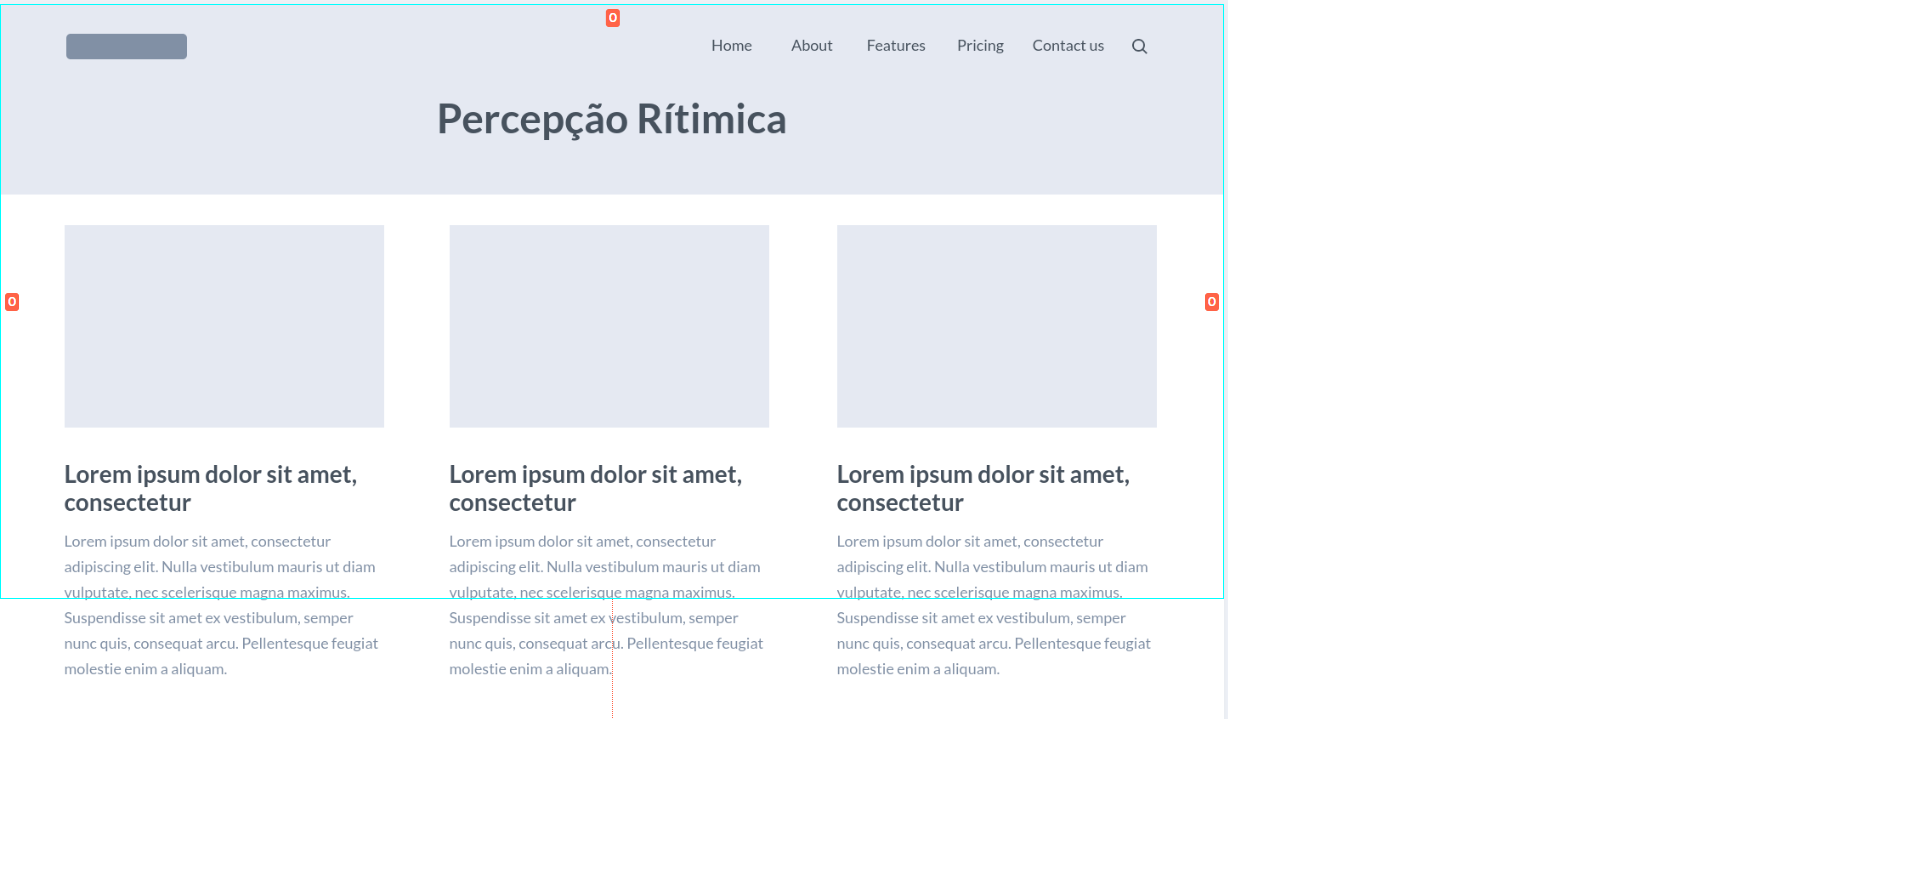 0
Home About Features Pricing Contact us
Percepção Rítimica
0
0
Lorem ipsum dolor sit amet,
consectetur
Lorem ipsum dolor sit amet, consectetur
adipiscing elit. Nulla vestibulum mauris ut diam
vulputate, nec scelerisque magna maximus.
Suspendisse sit amet ex vestibulum, semper
nunc quis, consequat arcu. Pellentesque feugiat
molestie enim a aliquam.
Lorem ipsum dolor sit amet,
consectetur
Lorem ipsum dolor sit amet, consectetur
adipiscing elit. Nulla vestibulum mauris ut diam
vulputate, nec scelerisque magna maximus.
Suspendisse sit amet ex vestibulum, semper
nunc quis, consequat arcu. Pellentesque feugiat
molestie enim a aliquam.
Lorem ipsum dolor sit amet,
consectetur
Lorem ipsum dolor sit amet, consectetur
adipiscing elit. Nulla vestibulum mauris ut diam
vulputate, nec scelerisque magna maximus.
Suspendisse sit amet ex vestibulum, semper
nunc quis, consequat arcu. Pellentesque feugiat
molestie enim a aliquam.